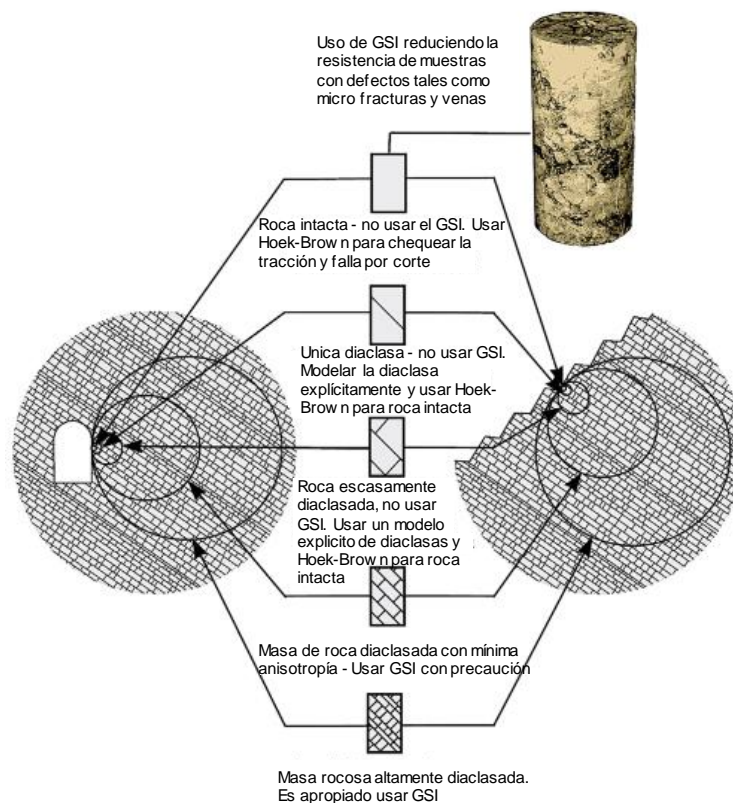 Uso de GSI reduciendo la
resistencia de muestras
con defectos tales como
micro fracturas y venas
Roca intacta - no usar el GSI. Usar
Hoek-Brown para chequear la
tracción y falla por corte
Unica diaclasa - no usar GSI.
Modelar la diaclasa
explícitamente y usar Hoek-
Brown para roca intacta
Roca escasamente
diaclasada, no usar
GSI. Usar un modelo
explicito de diaclasas y
Hoek-Brown para roca
intacta
Masa de roca diaclasada con mínima
anisotropía - Usar GSI con precaución
Masa rocosa altamente diaclasada.
Es apropiado usar GSI